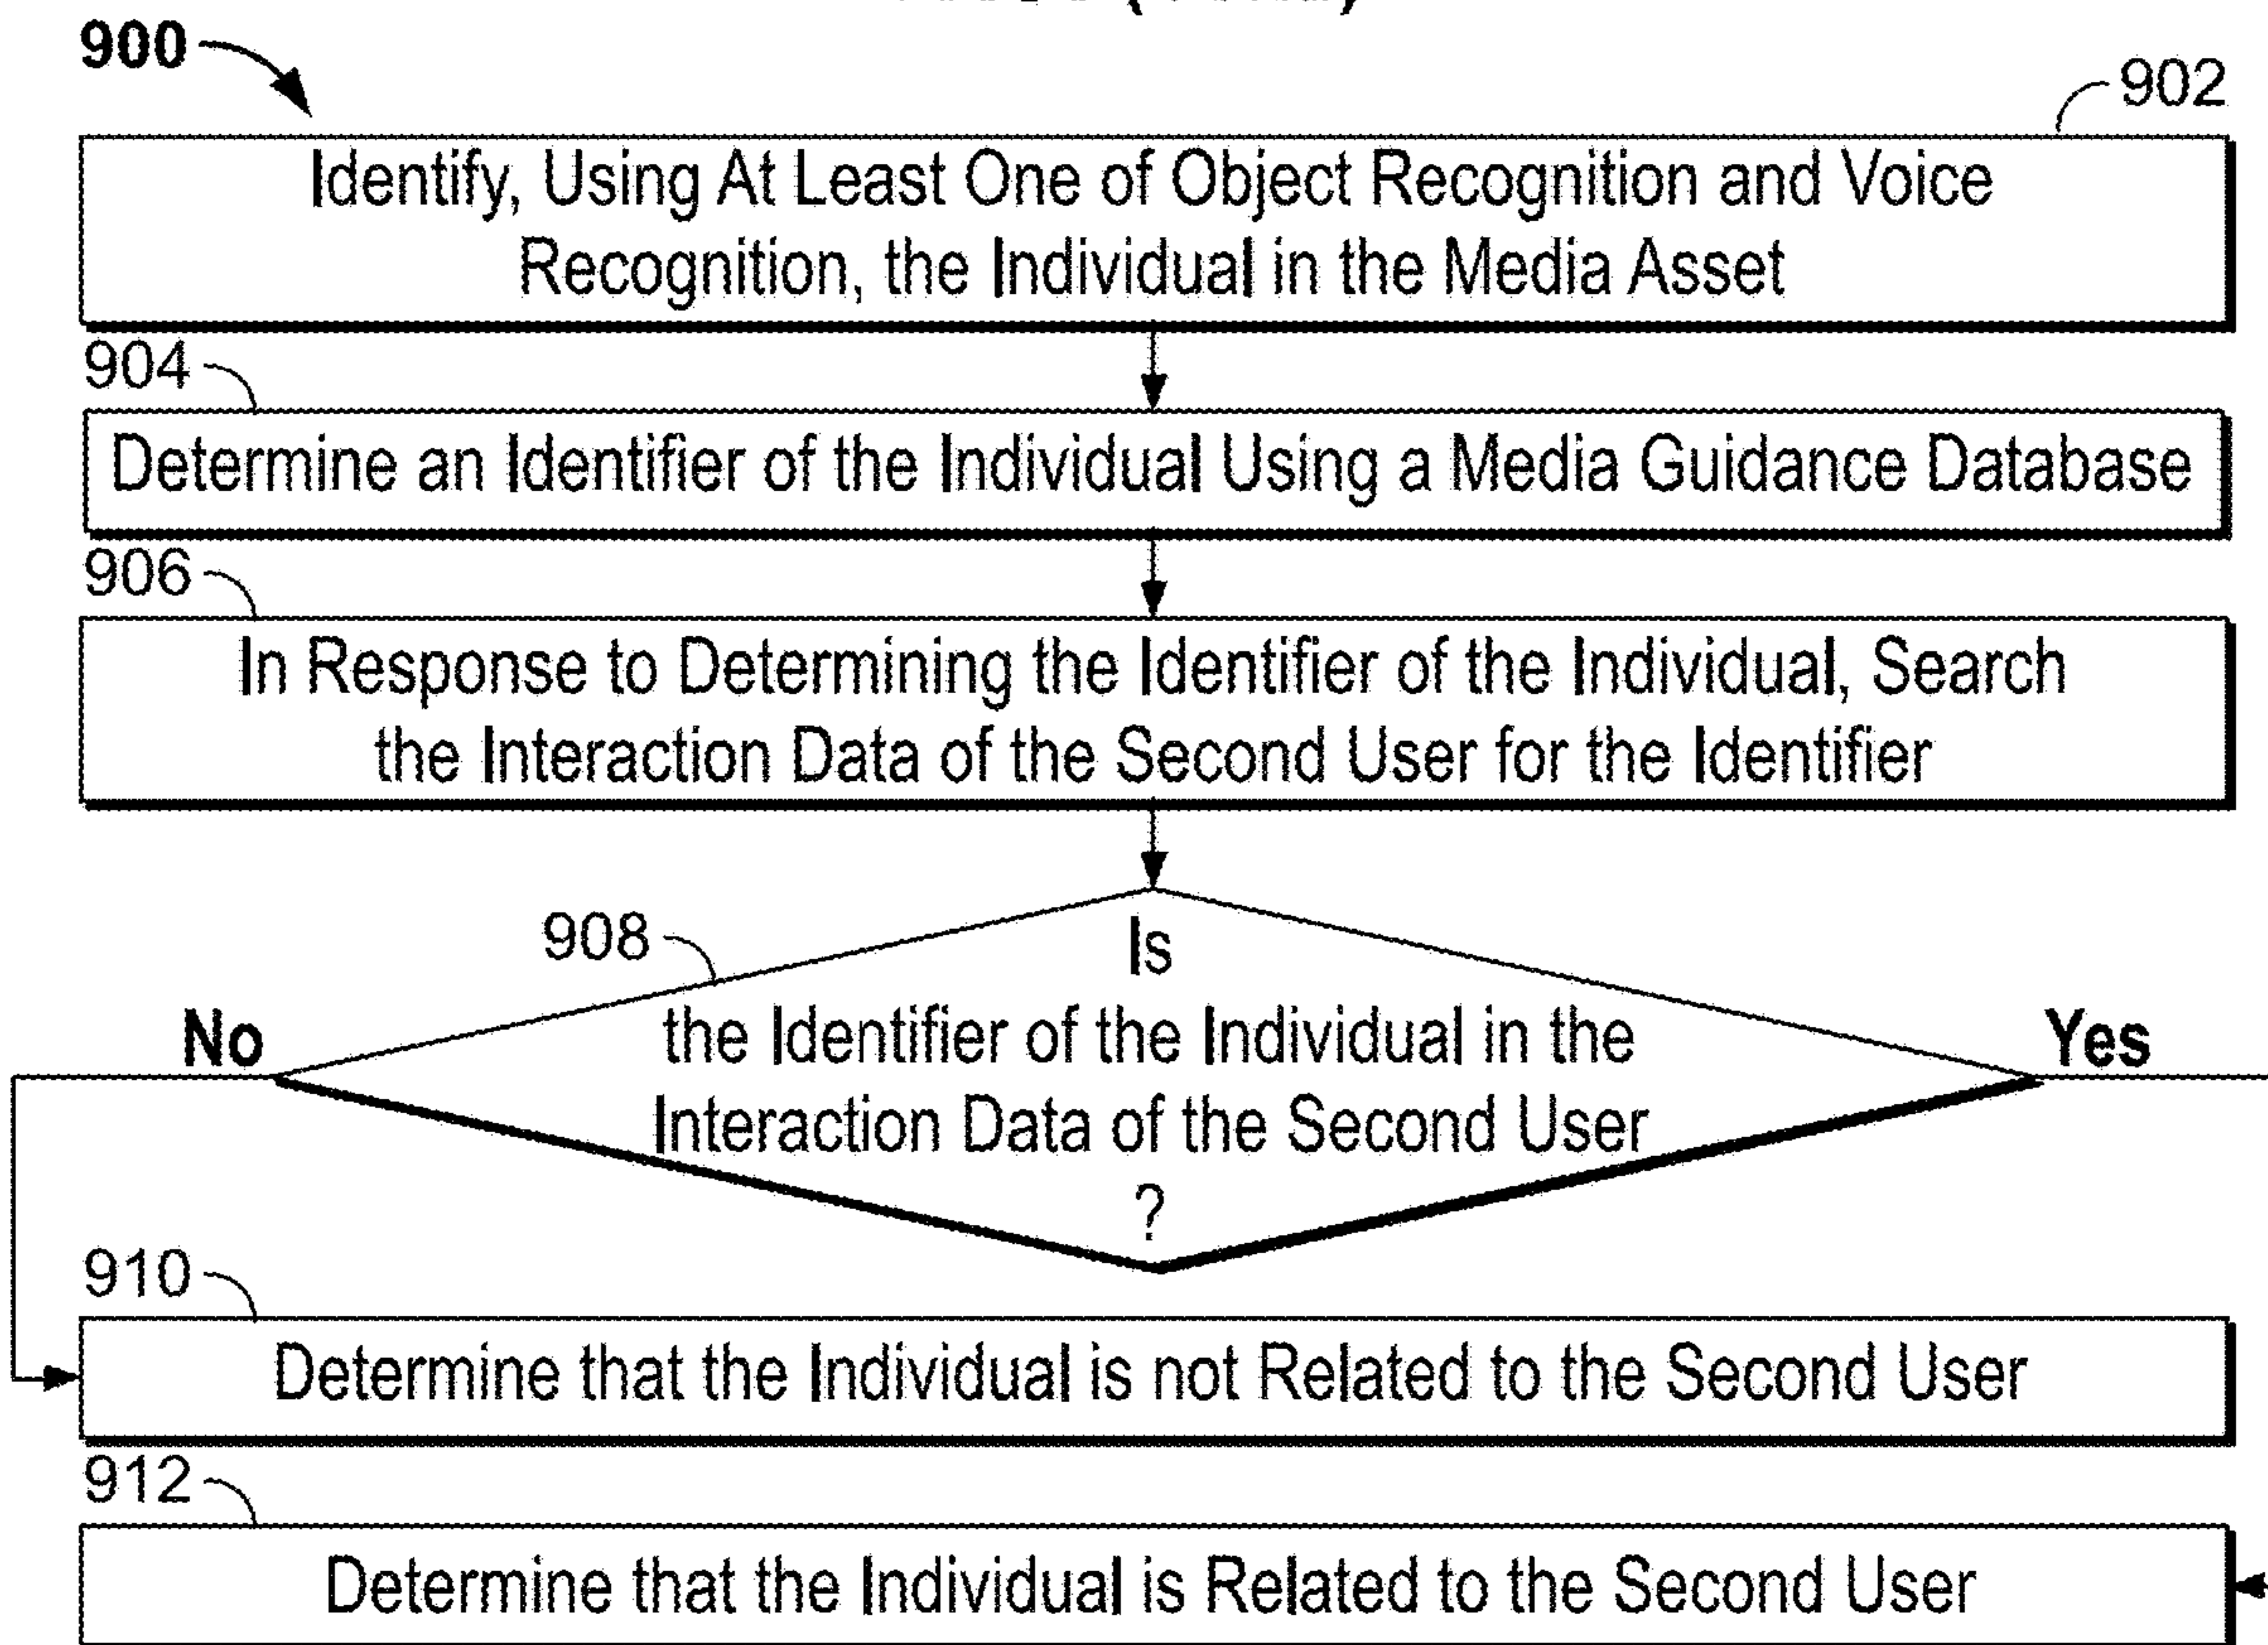 900
902
Identify, Using At Least One of Object Recognition and Voice
Recognition, the Individual in the Media Asset
904
Determine an Identifier of the Individual Using a Media Guidance Database
906
In Response to Determining the Identifier of the Individual, Search
the Interaction Data of the Second User for the Identifier
908
Is
the Identifier of the Individual in the
Interaction Data of the Second User
?
No
Yes
910
Determine that the Individual is not Related to the Second User
912
Determine that the Individual is Related to the Second User